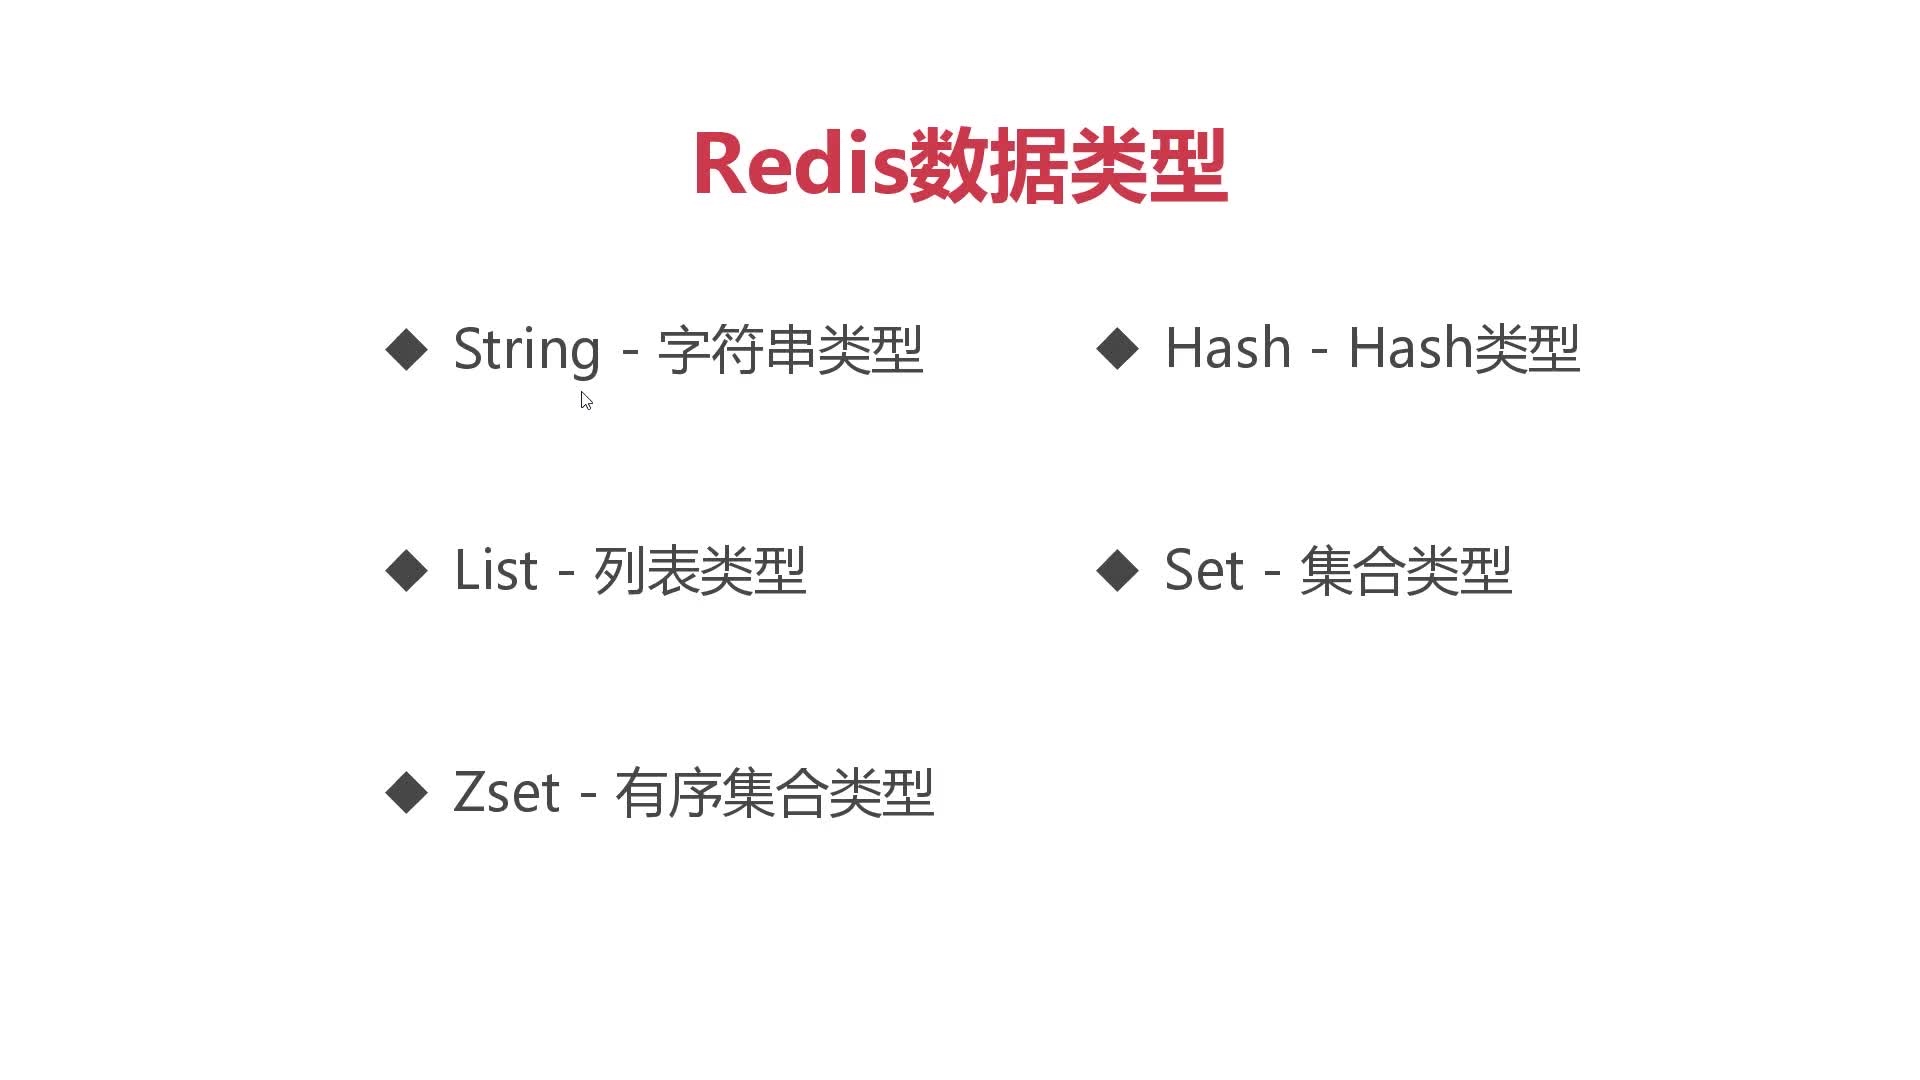 Redis数据类型
◆ String - 字符串类型
◆ Hash - Hash类型
◆ List - 列表类型
◆ Set - 集合类型
◆ Zset - 有序集合类型